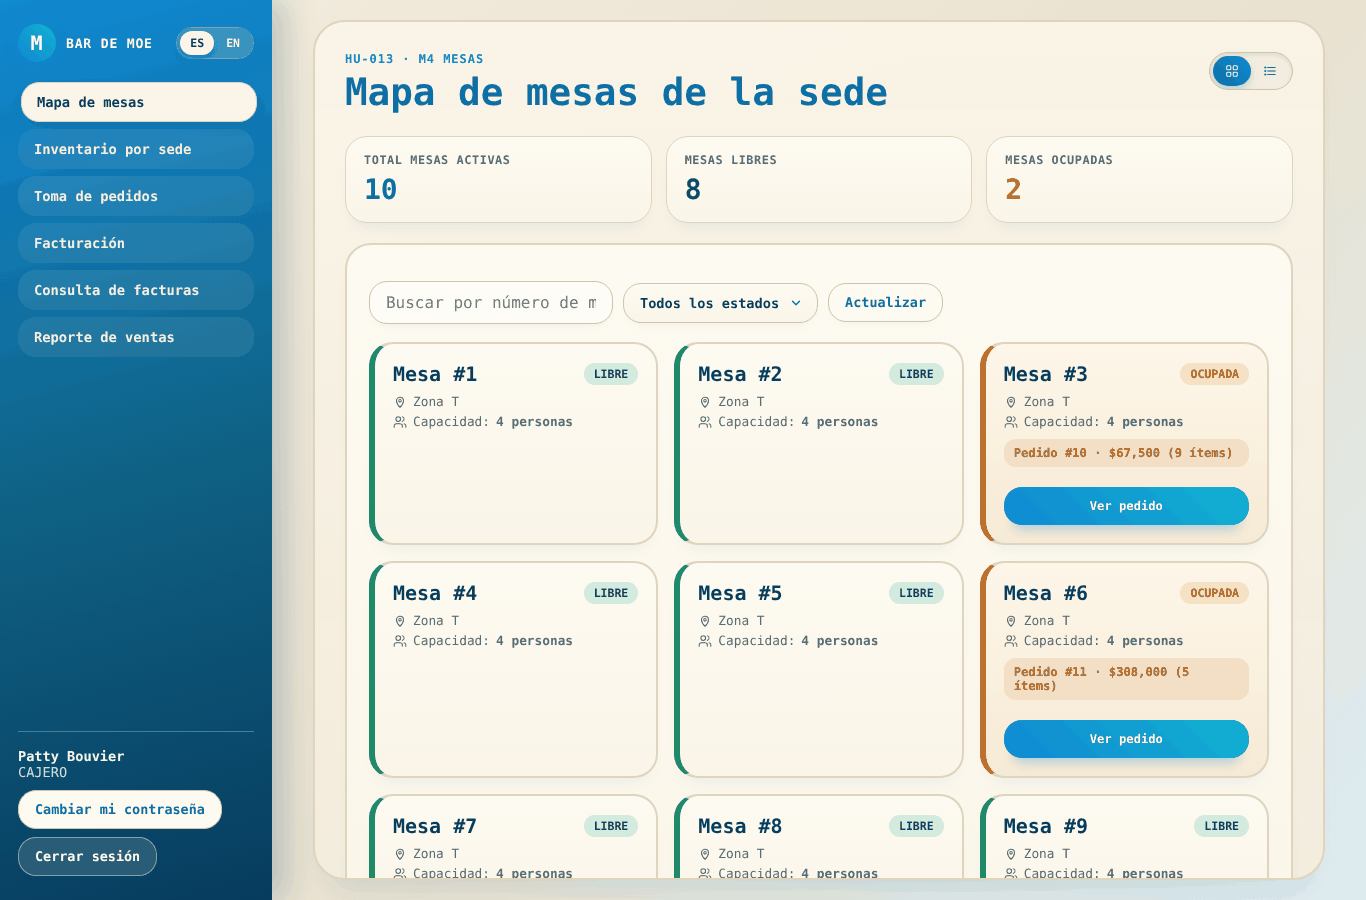 M BAR DE MOE ES EN
Mapa de mesas
Inventario por sede
Toma de pedidos
Facturación
Consulta de facturas
Reporte de ventas
Patty Bouvier
CAJERO
Cambiar mi contraseña
Cerrar sesión
HU-013 · M4 MESAS
Mapa de mesas de la sede
TOTAL MESAS ACTIVAS
10
MESAS LIBRES
8
MESAS OCUPADAS
2
Buscar por número de m
Todos los estados
Actualizar
Mesa #1 LIBRE
Zona T
Capacidad: 4 personas
Mesa #2 LIBRE
Zona T
Capacidad: 4 personas
Mesa #3 OCUPADA
Zona T
Capacidad: 4 personas
Pedido #10 · $67,500 (9 ítems)
Ver pedido
Mesa #4 LIBRE
Zona T
Capacidad: 4 personas
Mesa #5 LIBRE
Zona T
Capacidad: 4 personas
Mesa #6 OCUPADA
Zona T
Capacidad: 4 personas
Pedido #11 · $308,000 (5
ítems)
Ver pedido
Mesa #7 LIBRE
Zona T
Capacidad: 4 personas
Mesa #8 LIBRE
Zona T
Capacidad: 4 personas
Mesa #9 LIBRE
Zona T
Capacidad: 4 personas